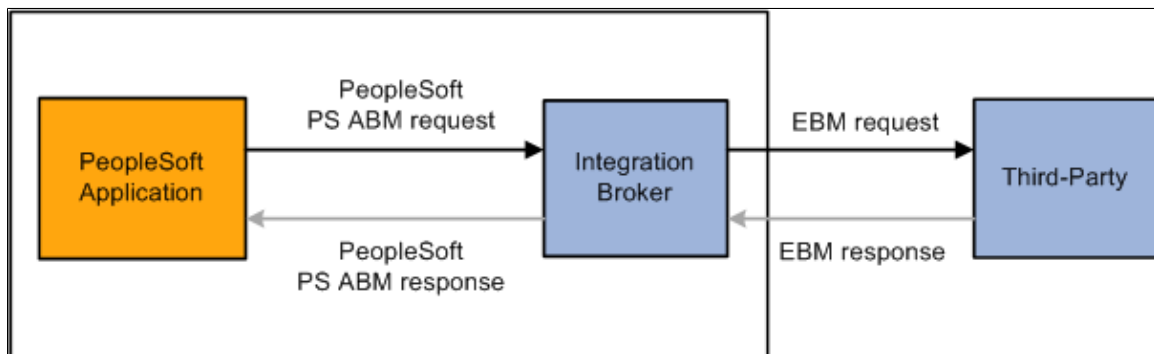 PeopleSoft
PS ABM request
EBM request
PeopleSoft
Application
Integration
Broker
Third-Party
PeopleSoft
PS ABM response
EBM response